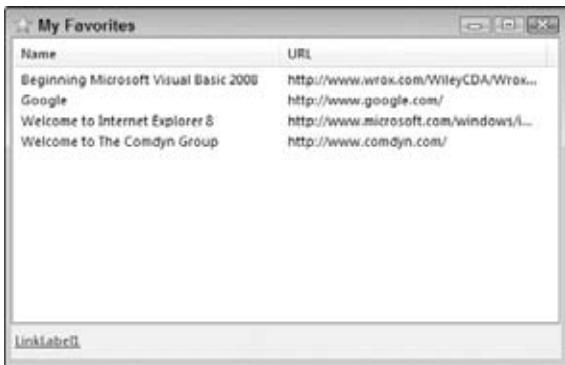 My Favorites
Name URL
Beginning Microsoft Visual Basic 2008 http://www.wrox.com/WileyCDA/Wrox...
Google http://www.google.com/
Welcome to Internet Explorer 8 http://www.microsoft.com/windows/i...
Welcome to The Comdyn Group http://www.comdyn.com/
LinkLabel1